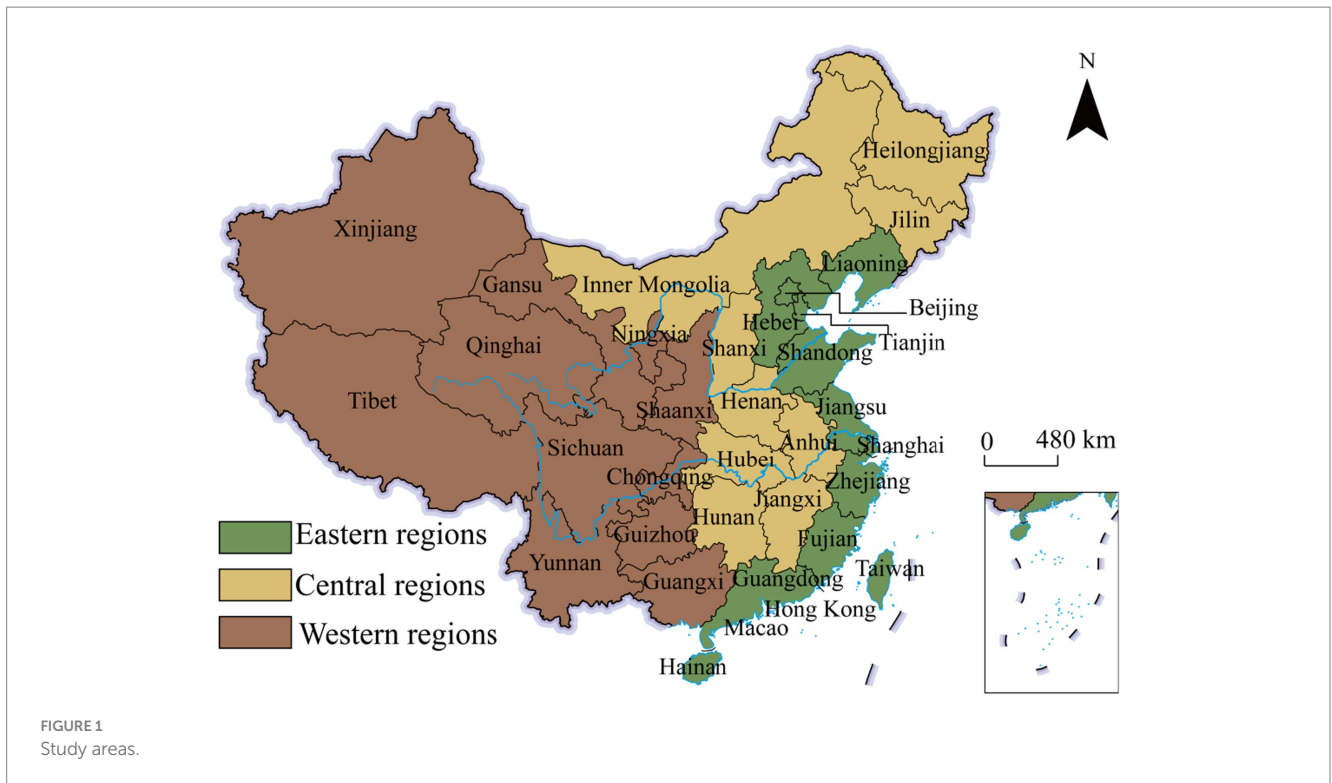 N
Heilongjiang
Jilin
Xinjiang
Liaoning
Gansu
Inner Mongolia
Beijing
Hebei
Ningxia
Tianjin
Qinghai
Shanxi
Shandong
Tibet
Henan
Jiangsu
Shaanxi
0 480 km
Sichuan
Anhui
Shanghai
Hubei
Chongqing
Zhejiang
Jiangxi
Hunan
Eastern regions
Guizhou
Fujian
Yunnan
Taiwan
Central regions
Guangxi
Guangdong
Hong Kong
Macao
Western regions
Hainan
FIGURE 1
Study areas.